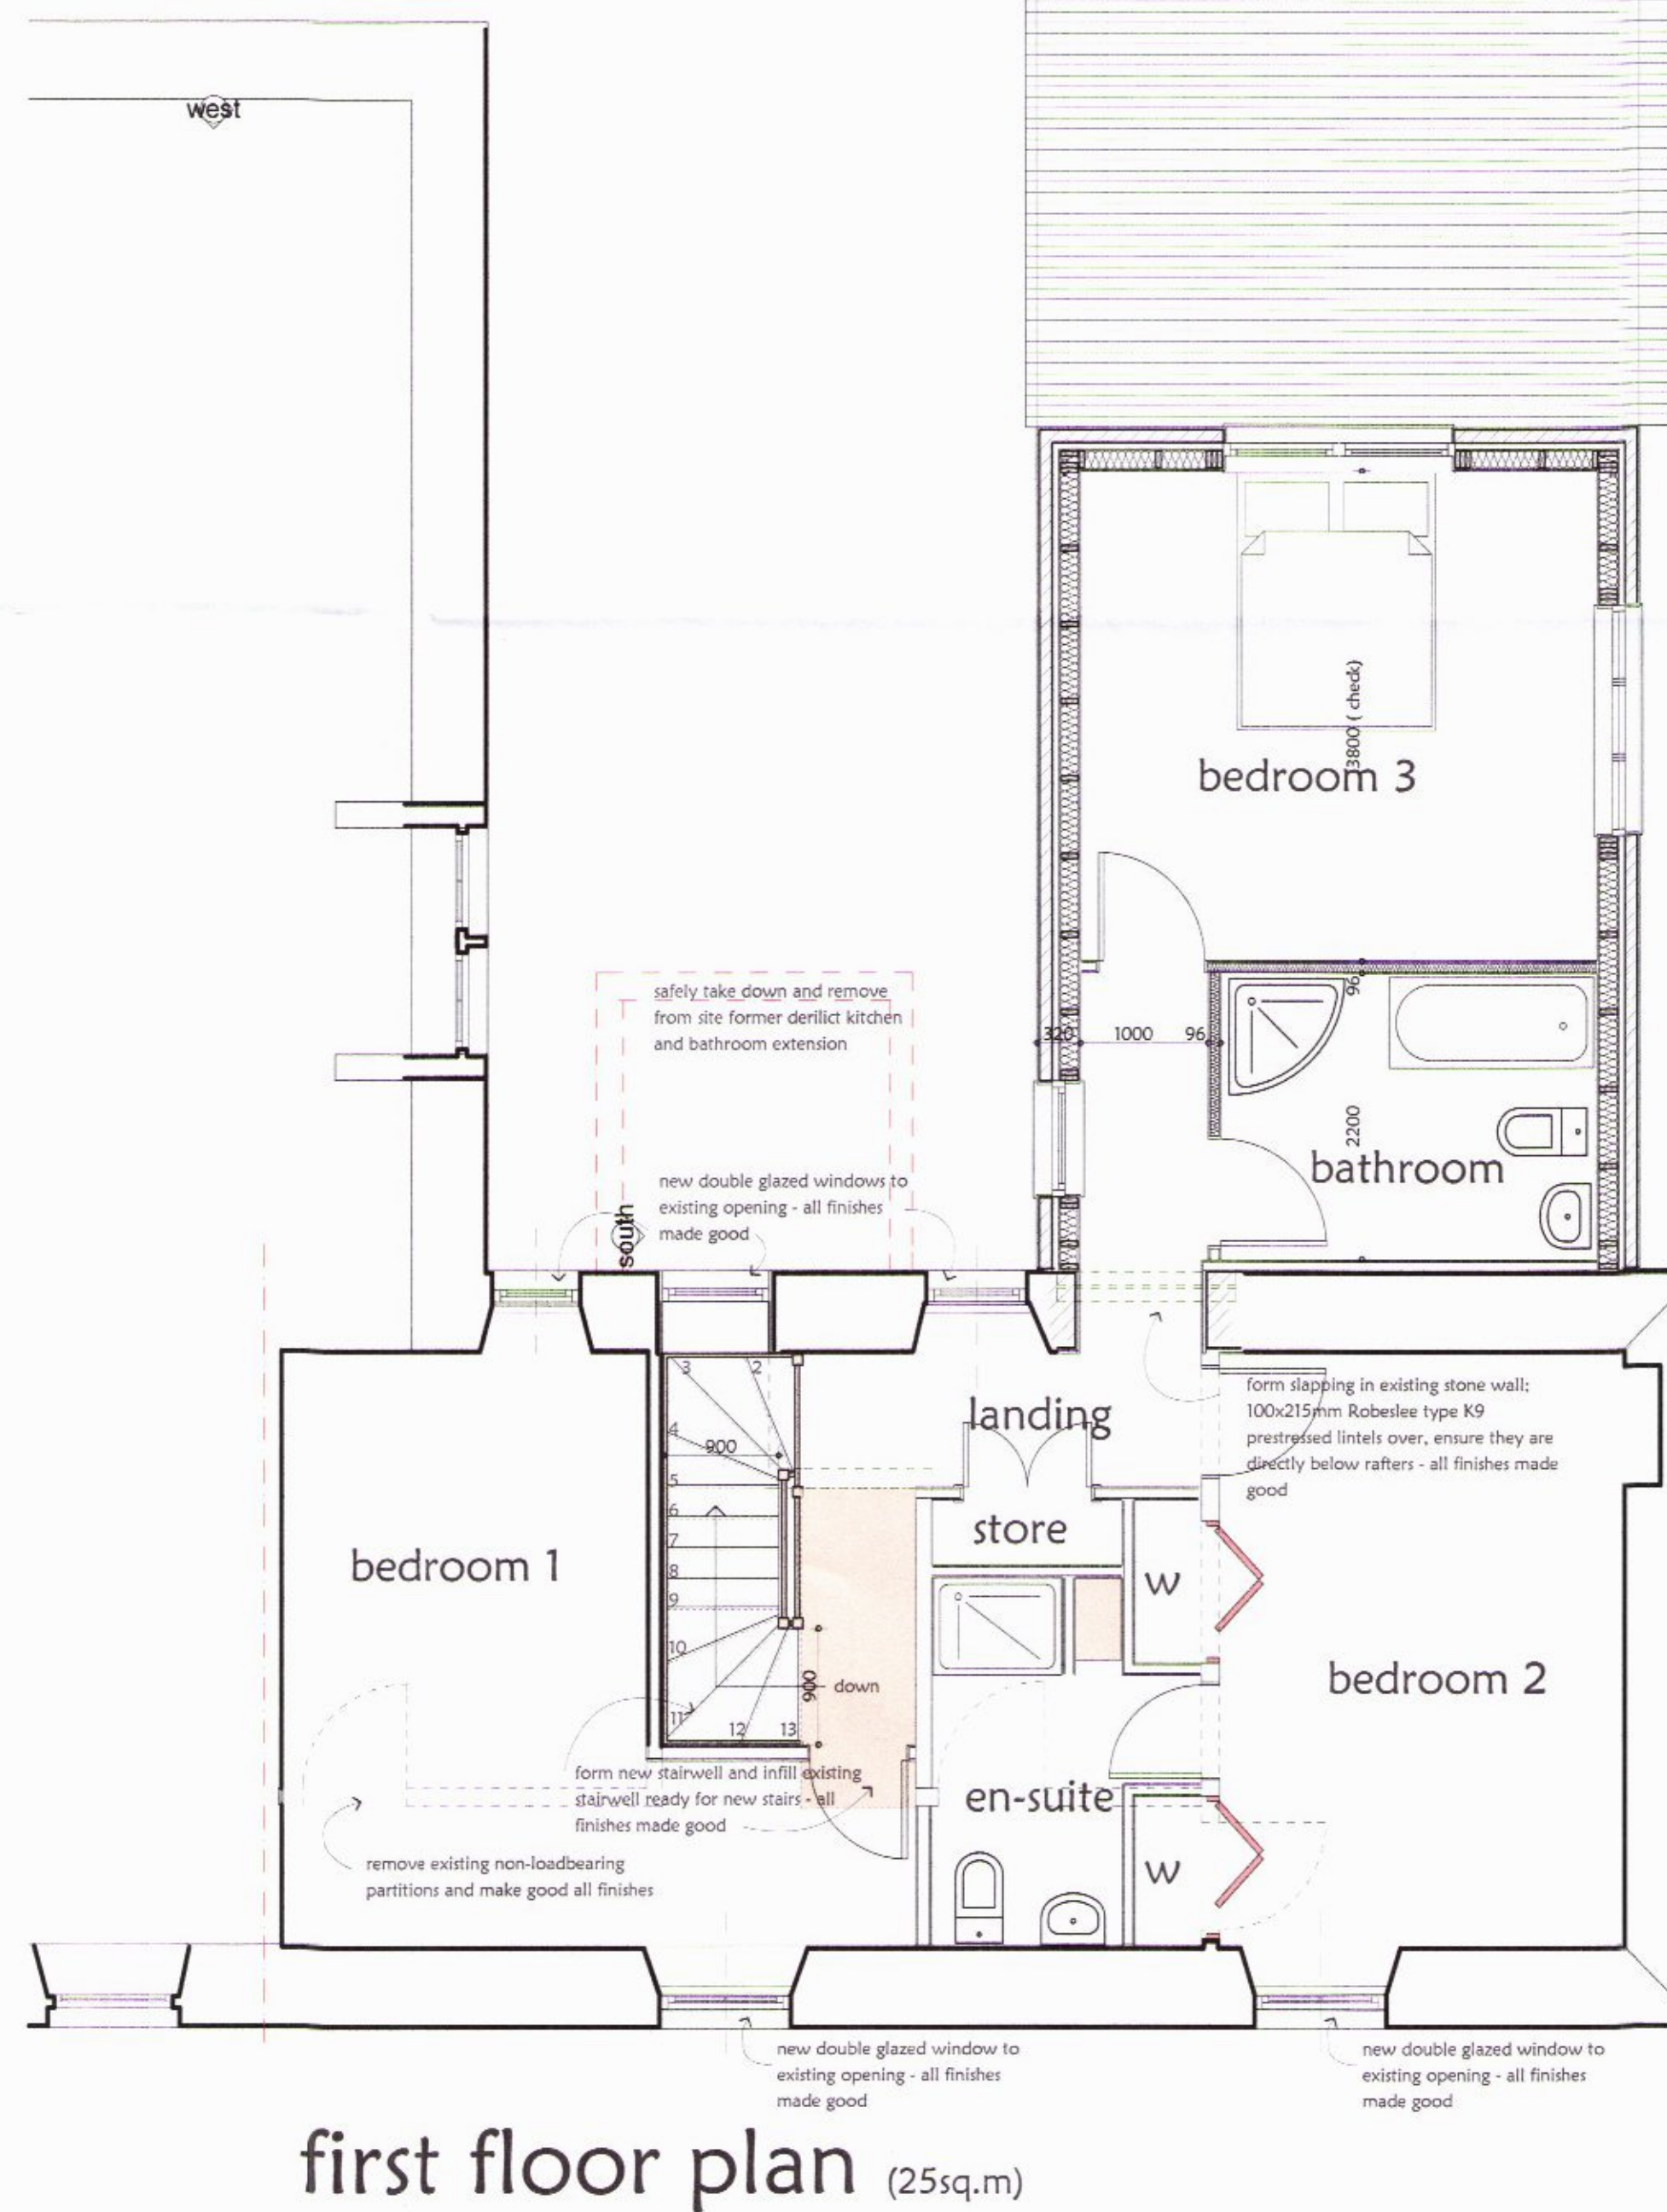 west
3800 ( check)
bedroom 3
safely take down and remove
from site former derilict kitchen
and bathroom extension
320
1000
96
96
2200
bathroom
new double glazed windows to
existing opening - all finishes
made good
south
3
2
4
900
5
6
7
8
9
10
11
12
13
landing
form slapping in existing stone wall;
100x215mm Robeslee type K9
prestressed lintels over, ensure they are
directly below rafters - all finishes made
good
store
bedroom 1
w
bedroom 2
900
down
form new stairwell and infill existing
stairwell ready for new stairs - all
finishes made good
en-suite
w
remove existing non-loadbearing
partitions and make good all finishes
new double glazed window to
existing opening - all finishes
made good
new double glazed window to
existing opening - all finishes
made good
first floor plan (25sq.m)